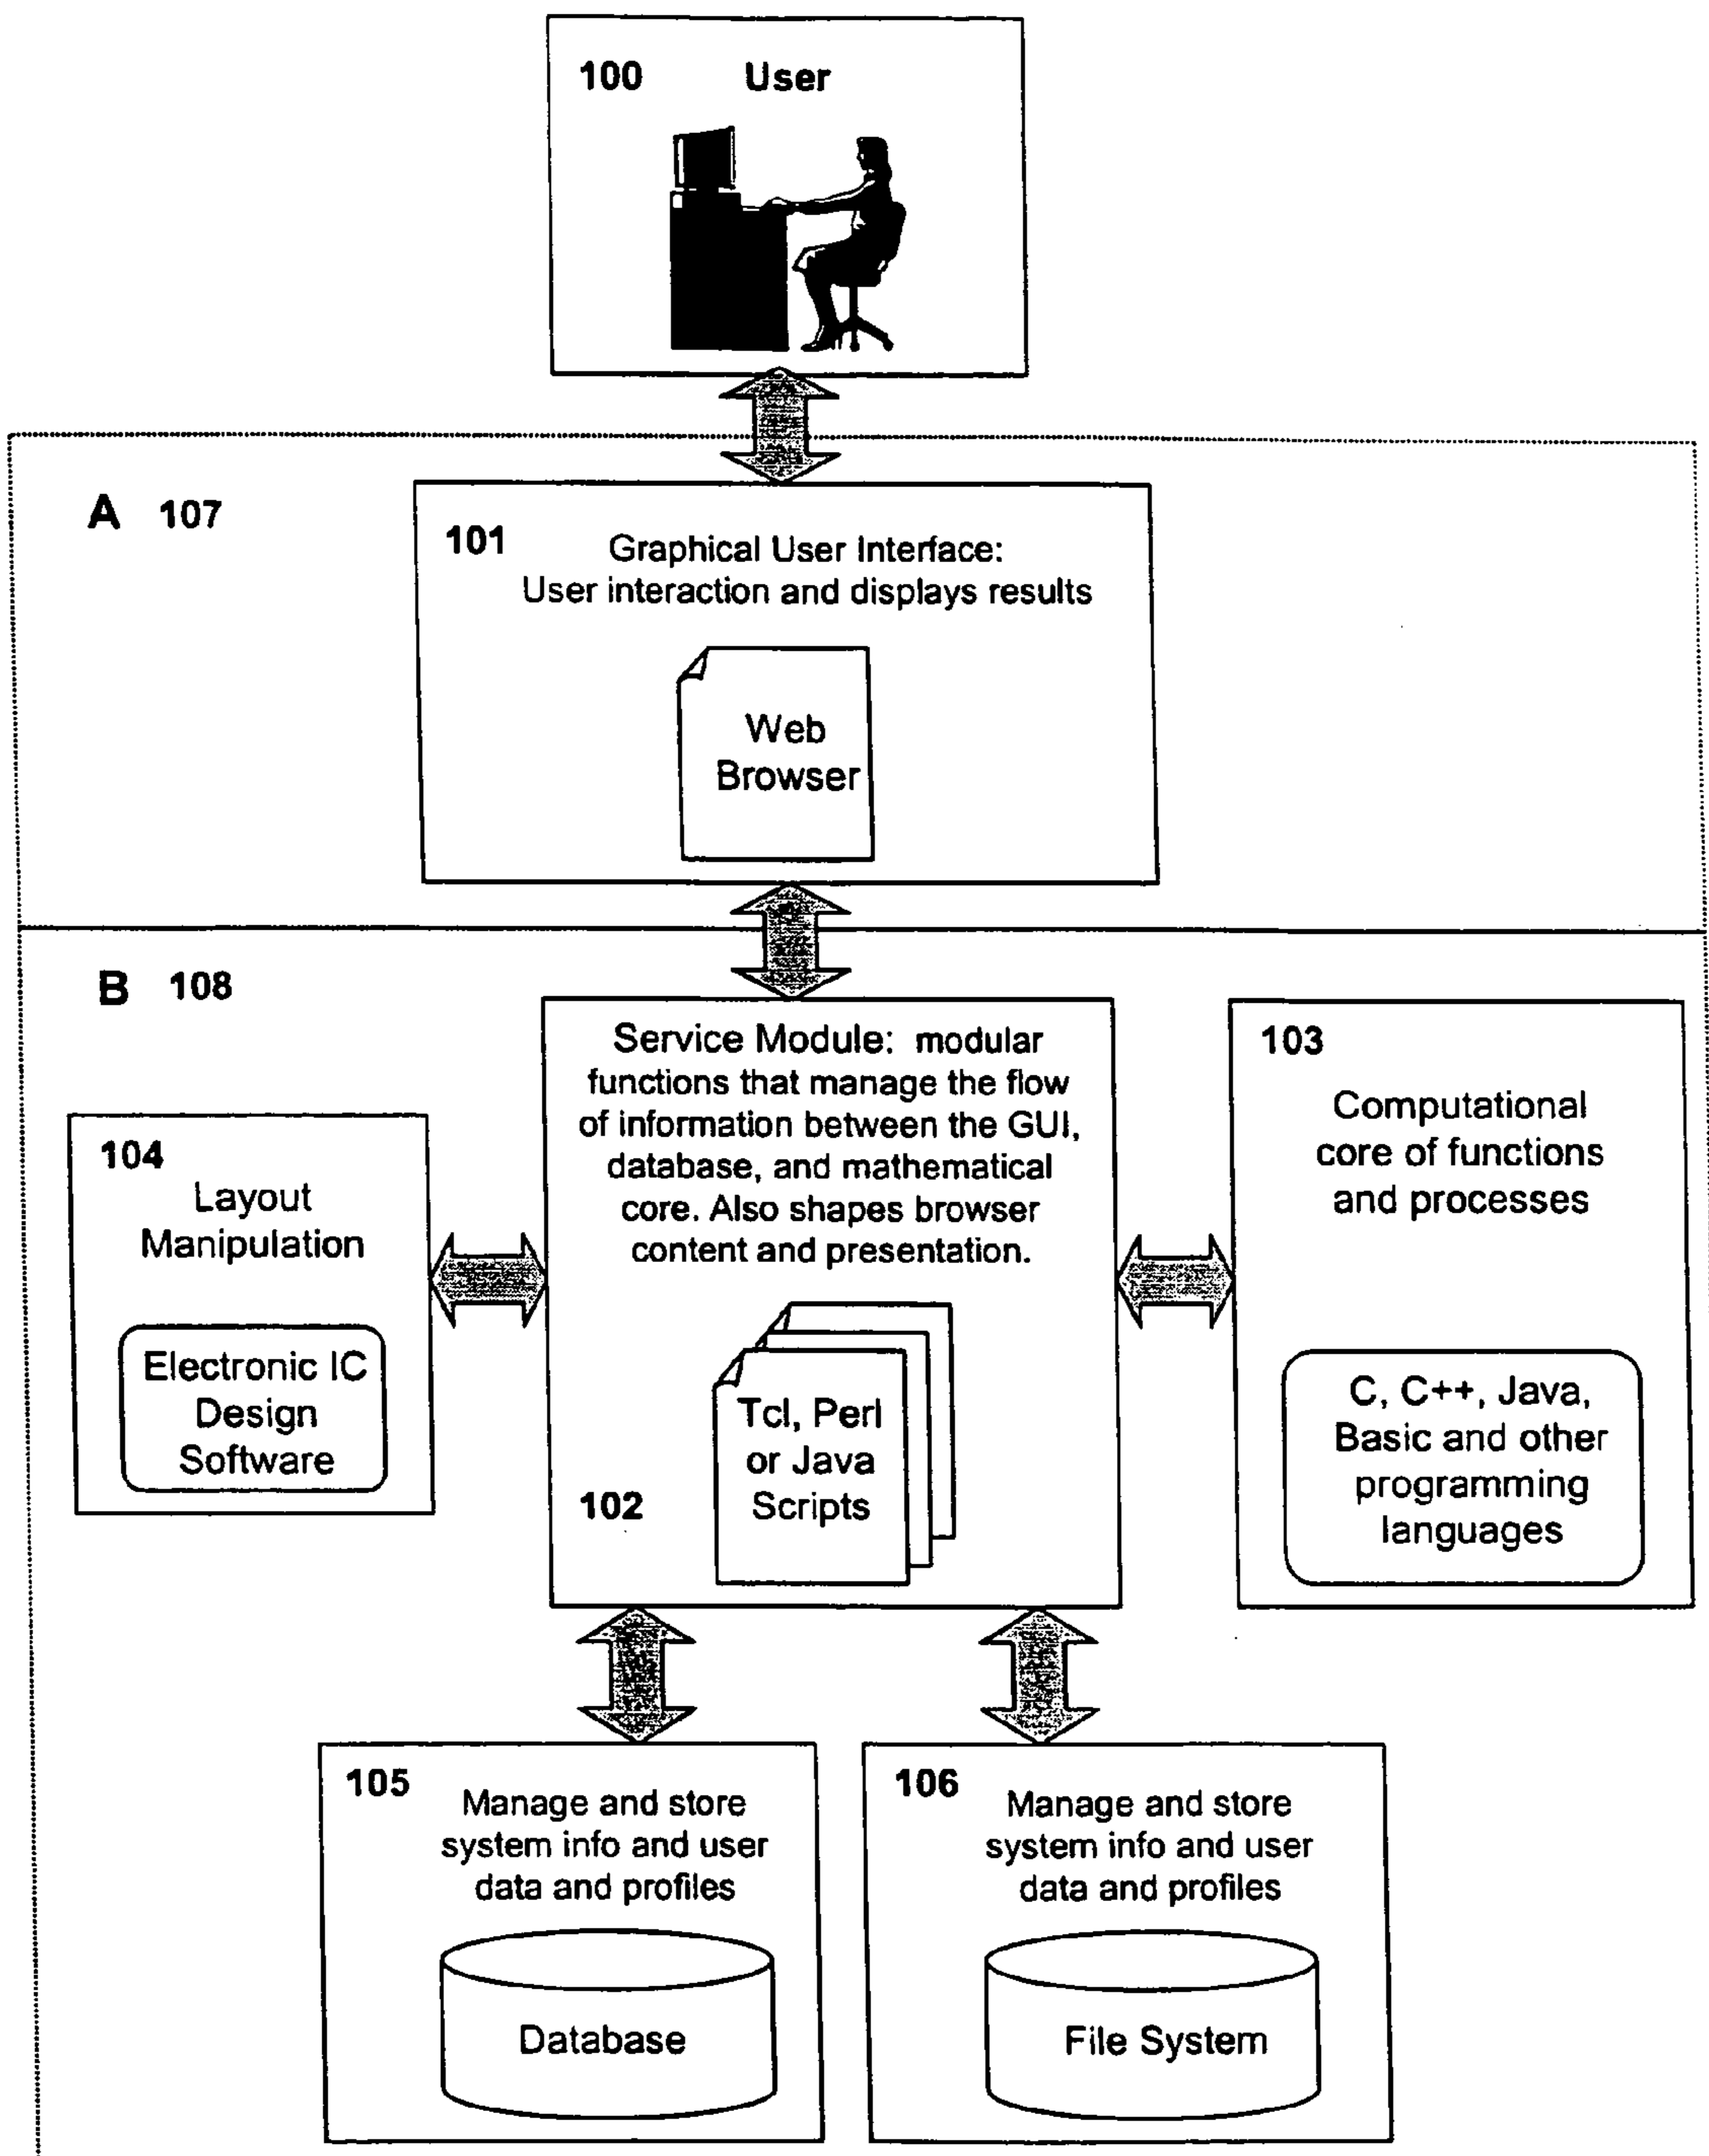 100 User
A 107
101 Graphical User Interface:
User interaction and displays results
Web
Browser
B 108
Service Module: modular
functions that manage the flow
of information between the GUI,
database, and mathematical
core. Also shapes browser
content and presentation.
Tcl, Perl
or Java
Scripts
102
103
Computational
core of functions
and processes
C, C++, Java,
Basic and other
programming
languages
104
Layout
Manipulation
Electronic IC
Design
Software
105
Manage and store
system info and user
data and profiles
Database
106
Manage and store
system info and user
data and profiles
File System